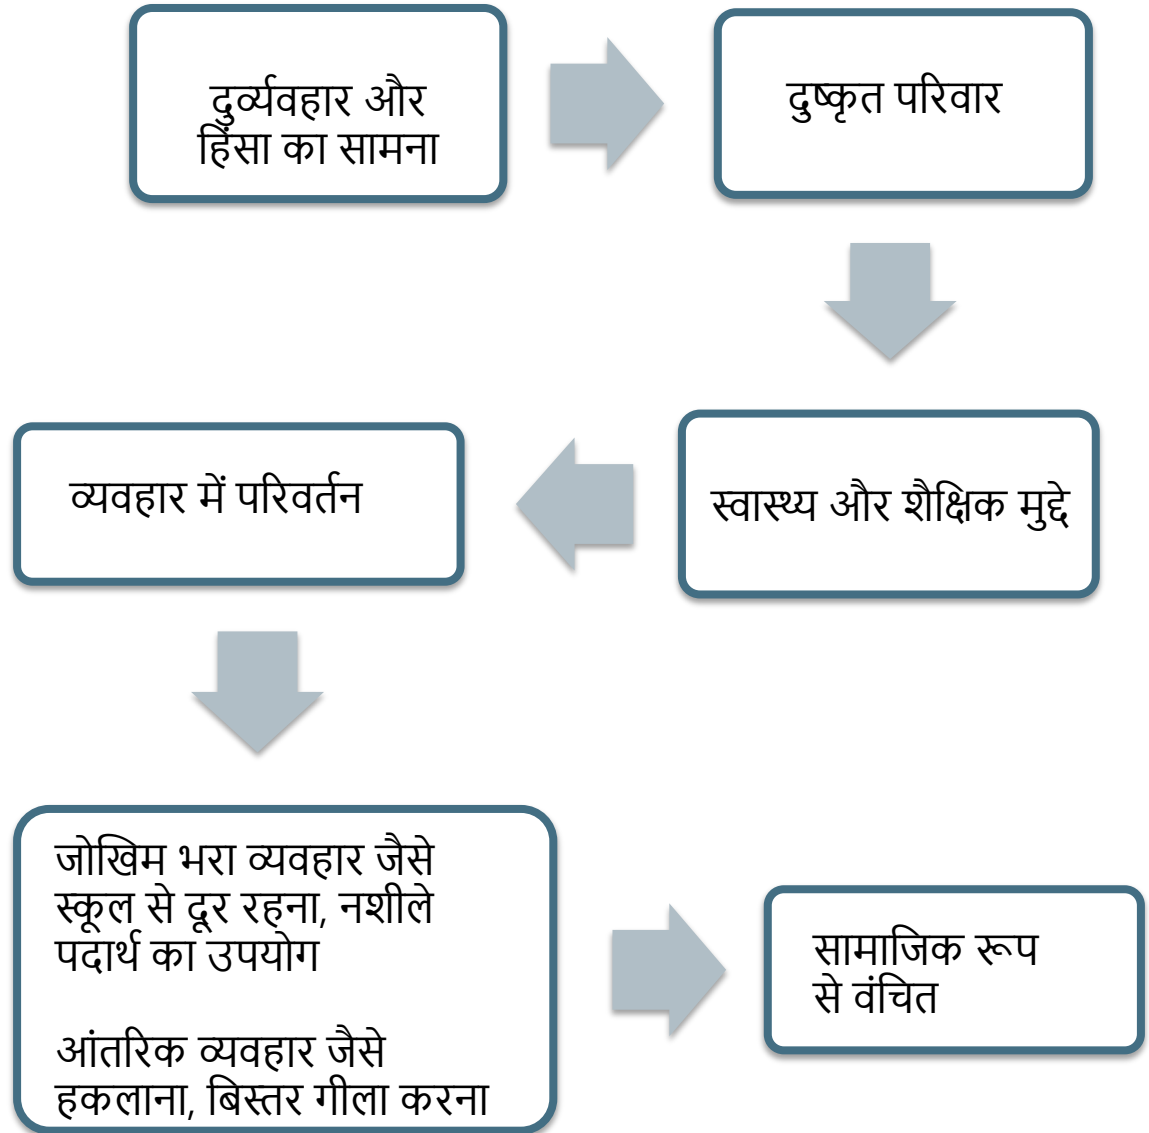 दुर्व्यवहार और
हिंसा का सामना
दुष्कृत परिवार
स्वास्थ्य और शैक्षिक मुद्दे
व्यवहार में परिवर्तन
जोखिम भरा व्यवहार जैसे
स्कूल से दूर रहना, नशीले
पदार्थ का उपयोग
आंतरिक व्यवहार जैसे
हकलाना, बिस्तर गीला करना
सामाजिक रूप
से वंचित